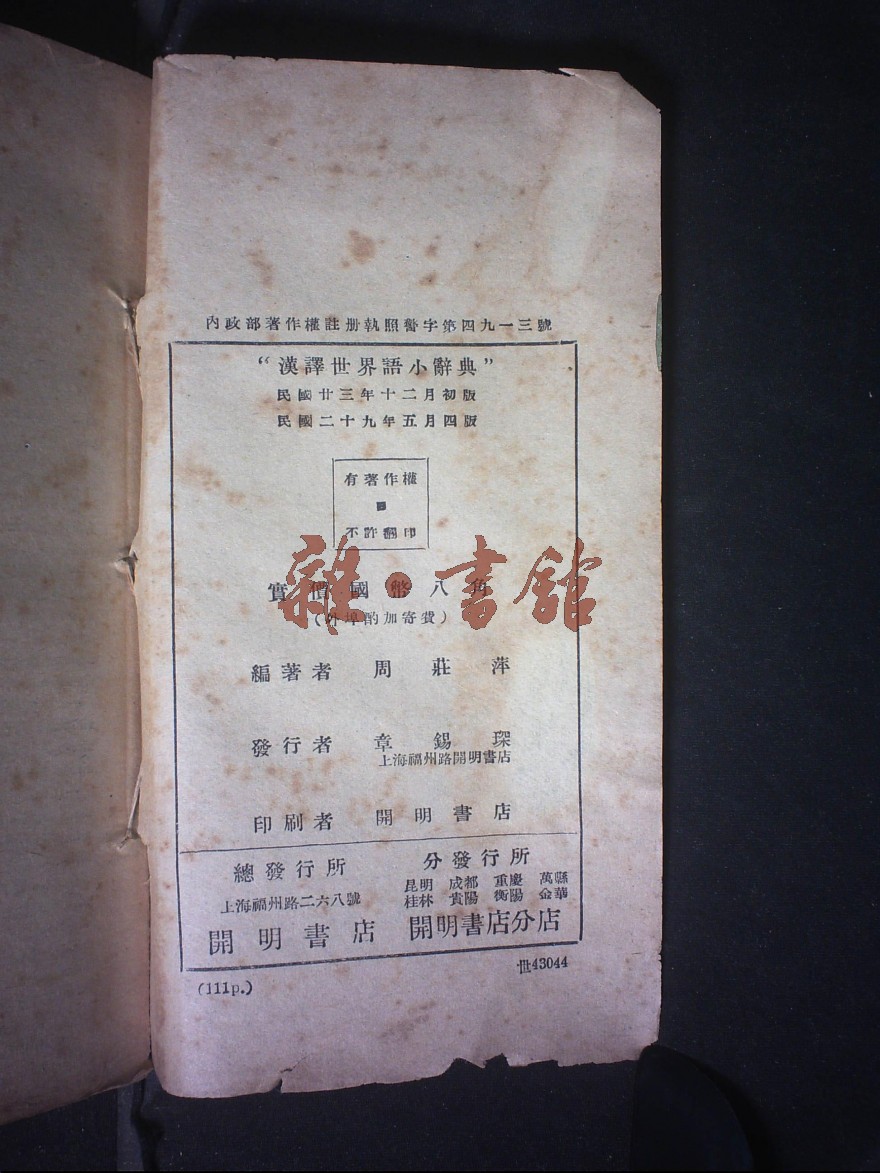 內政部著作權註册執照警字第四九一三號
“漢譯世界語小辭典”
民國廿三年十二月初版
民國二十九年五月四版
有著作權
不許翻印
雜•書館
實價國幣八角
(外埠酌加寄費)
編著者 周莊萍
發行者 章錫琛
上海福州路開明書店
印刷者 開明書店
總發行所
上海福州路二六八號
開明書店
分發行所
昆明 成都 重慶 萬縣
桂林 貴陽 衡陽 金華
開明書店分店
世43044
(111p.)